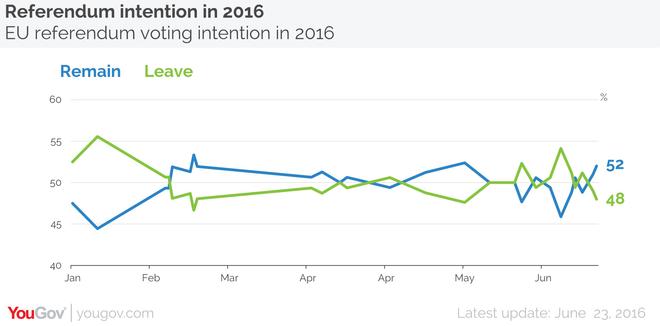 Referendum intention in 2016
EU referendum voting intention in 2016
Remain Leave
60 %
55
52
50
48
45
40
Jan Feb Mar Apr Apr May Jun
YouGov yougov.com Latest update: June 23, 2016